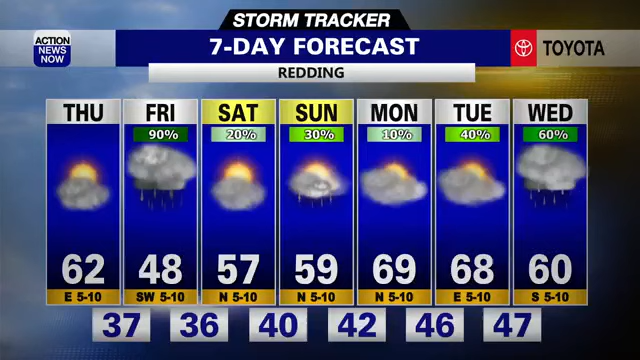 STORM TRACKER
ACTION
NEWS
NOW
7-DAY FORECAST
TOYOTA
REDDING
THU FRI SAT SUN MON TUE WED
90% 20% 30% 10% 40% 60%
62 48 57 59 69 68 60
E 5-10 SW 5-10 N 5-10 N 5-10 N 5-10 E 5-10 S 5-10
37 36 40 42 46 47